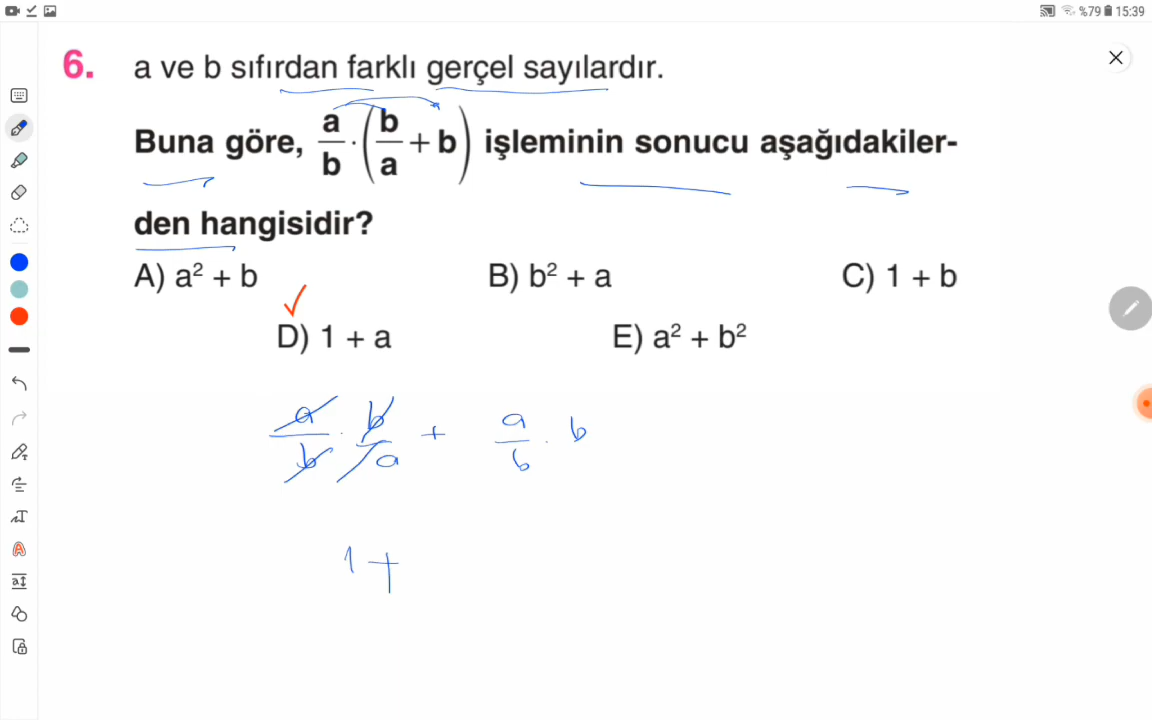 %79 15:39
6. a ve b sıfırdan farklı gerçel sayılardır.
Buna göre, a/b · (b/a + b) işleminin sonucu aşağıdakiler-
den hangisidir?
A) a² + b B) b² + a C) 1 + b
D) 1 + a E) a² + b²
a/b · b/a + a/b · b
1 +